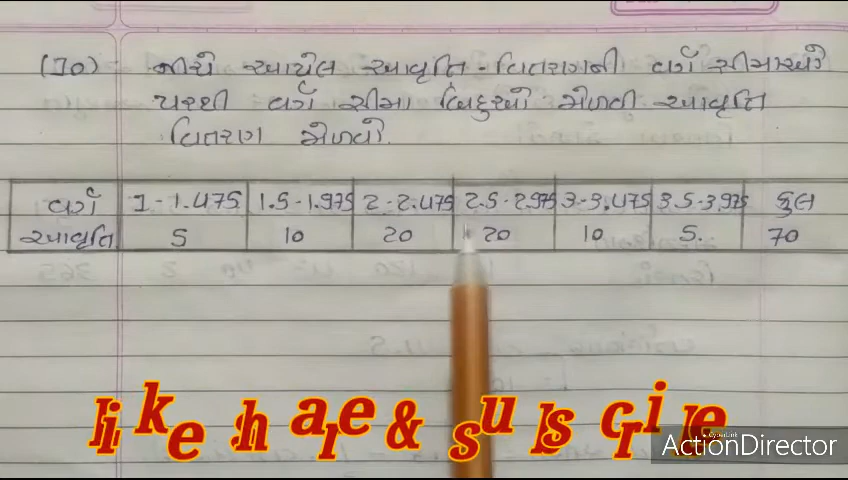 (10) નીચે આપેલ આવૃત્તિ-વિતરણની વર્ગ સીમાઓ
પરથી વર્ગ સીમા બિંદુઓ મેળવી આવૃત્તિ
વિતરણ મેળવો.
વર્ગ 1-1.475 1.5-1.975 2-2.475 2.5-2.975 3-3.475 3.5-3.975 કુલ
આવૃત્તિ 5 10 20 20 10 5. 70
like share & subscribe
CyberLink
ActionDirector